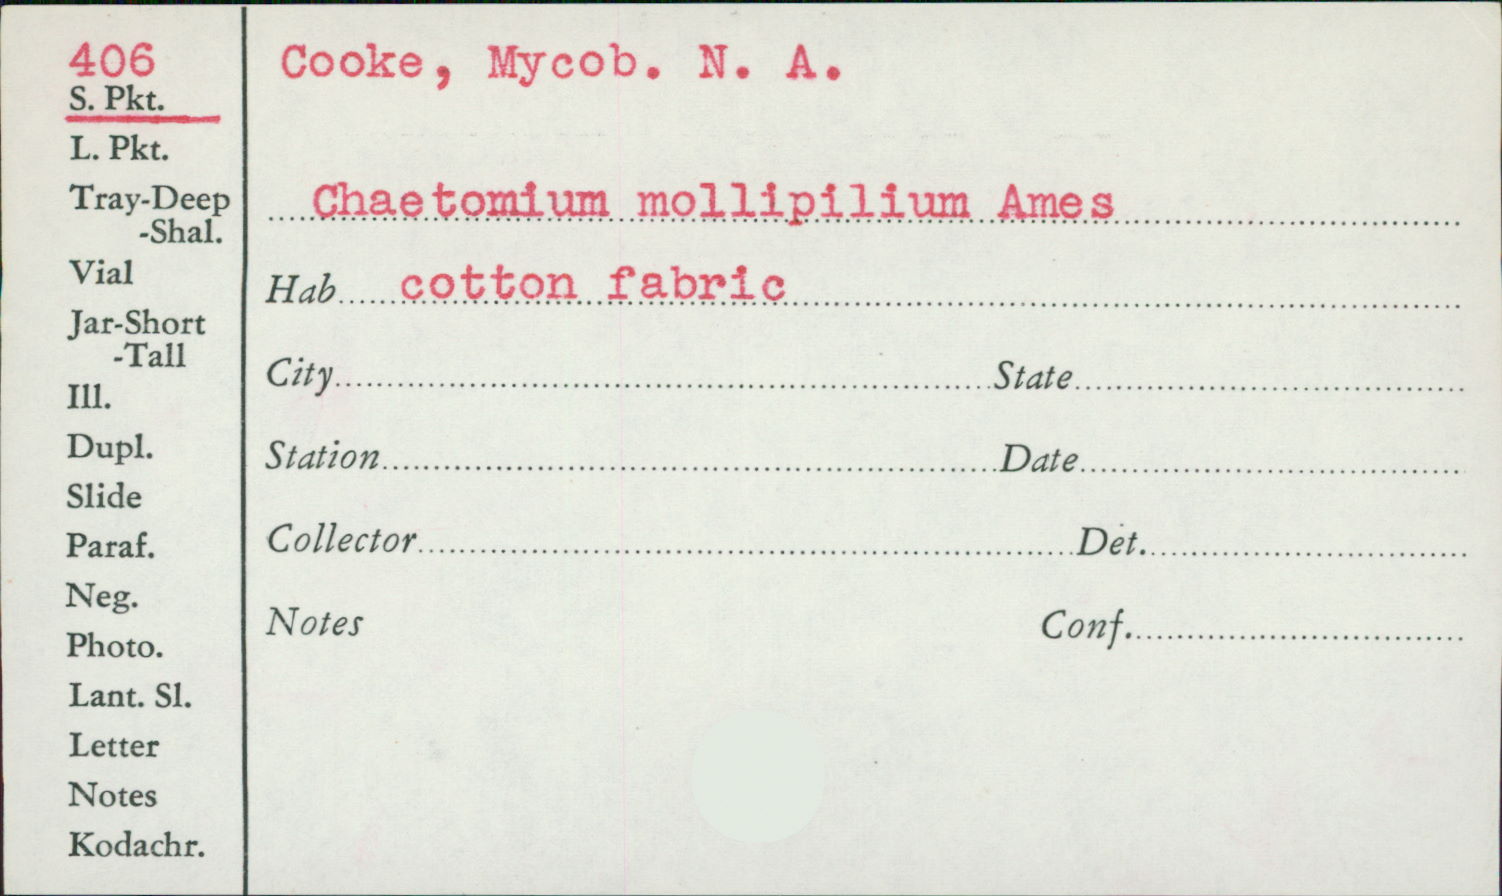 406
S. Pkt.
L. Pkt.
Tray-Deep
-Shal.
Vial
Jar-Short
-Tall
Ill.
Dupl.
Slide
Paraf.
Neg.
Photo.
Lant. Sl.
Letter
Notes
Kodachr.
Cooke, Mycob. N. A.
Chaetomium mollipilium Ames
Hab cotton fabric
City State
Station Date
Collector Det.
Notes Conf.